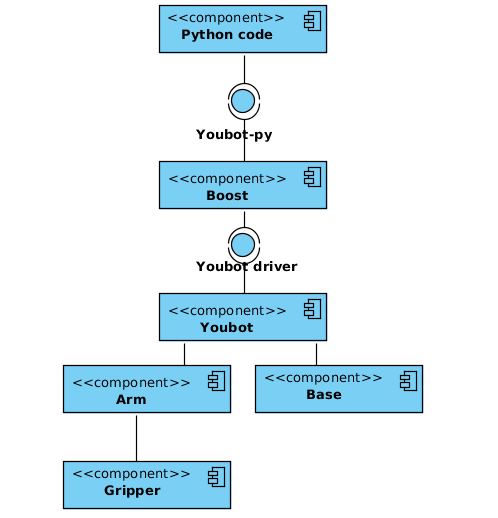 <<component>>
Python code
Youbot-py
<<component>>
Boost
Youbot driver
<<component>>
Youbot
<<component>>
Arm
<<component>>
Base
<<component>>
Gripper